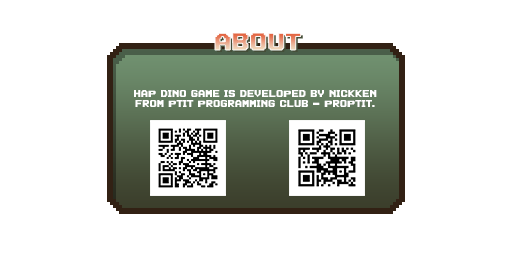 ABOUT
HAP DINO GAME IS DEVELOPED BY NICKKEN
FROM PTIT PROGRAMMING CLUB - PROPTIT.